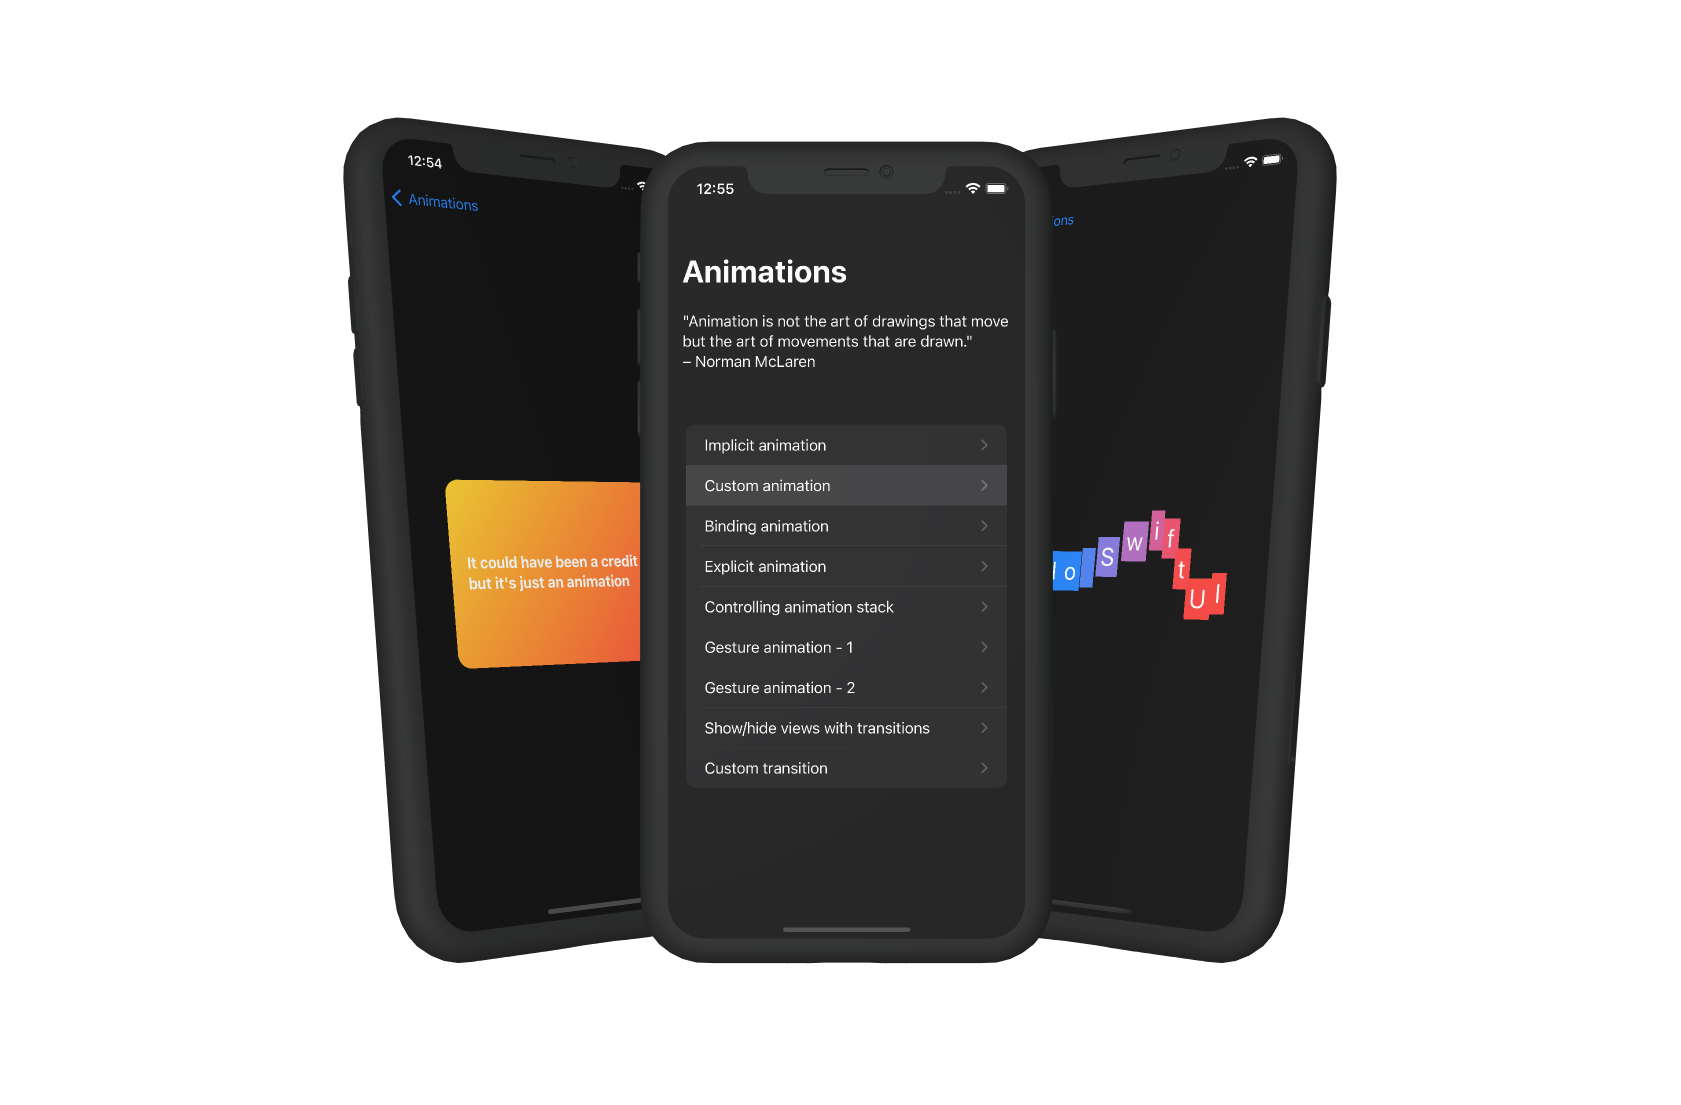 12:54
Animations
It could have been a credit
but it's just an animation
12:55
Animations
"Animation is not the art of drawings that move
but the art of movements that are drawn."
– Norman McLaren
Implicit animation
Custom animation
Binding animation
Explicit animation
Controlling animation stack
Gesture animation - 1
Gesture animation - 2
Show/hide views with transitions
Custom transition
ions
lo SwiftUI